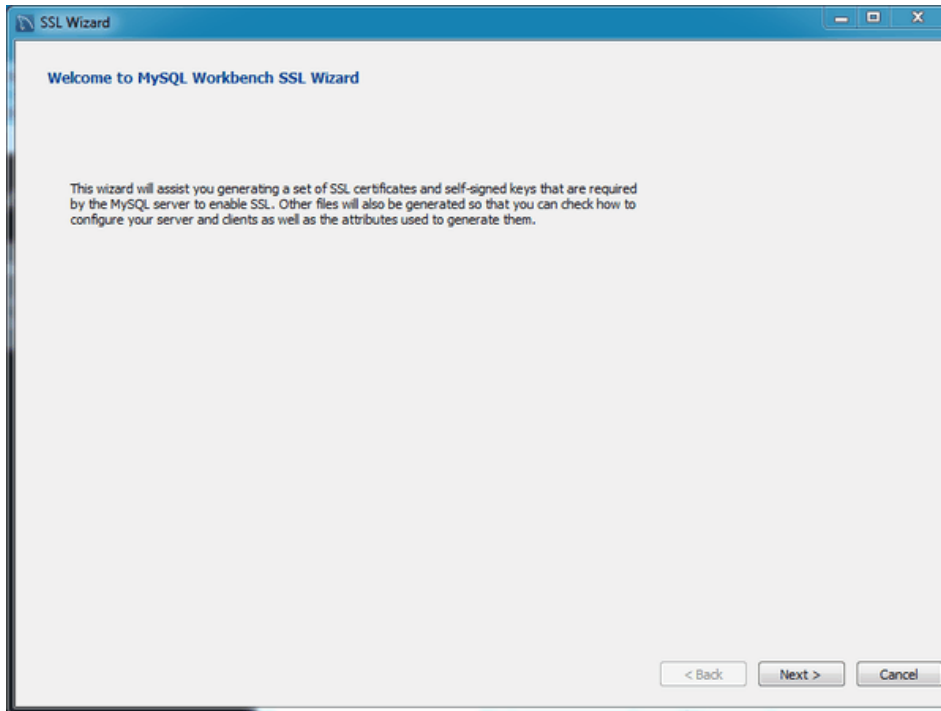 SSL Wizard
Welcome to MySQL Workbench SSL Wizard
This wizard will assist you generating a set of SSL certificates and self-signed keys that are required
by the MySQL server to enable SSL. Other files will also be generated so that you can check how to
configure your server and clients as well as the attributes used to generate them.
< Back Next > Cancel